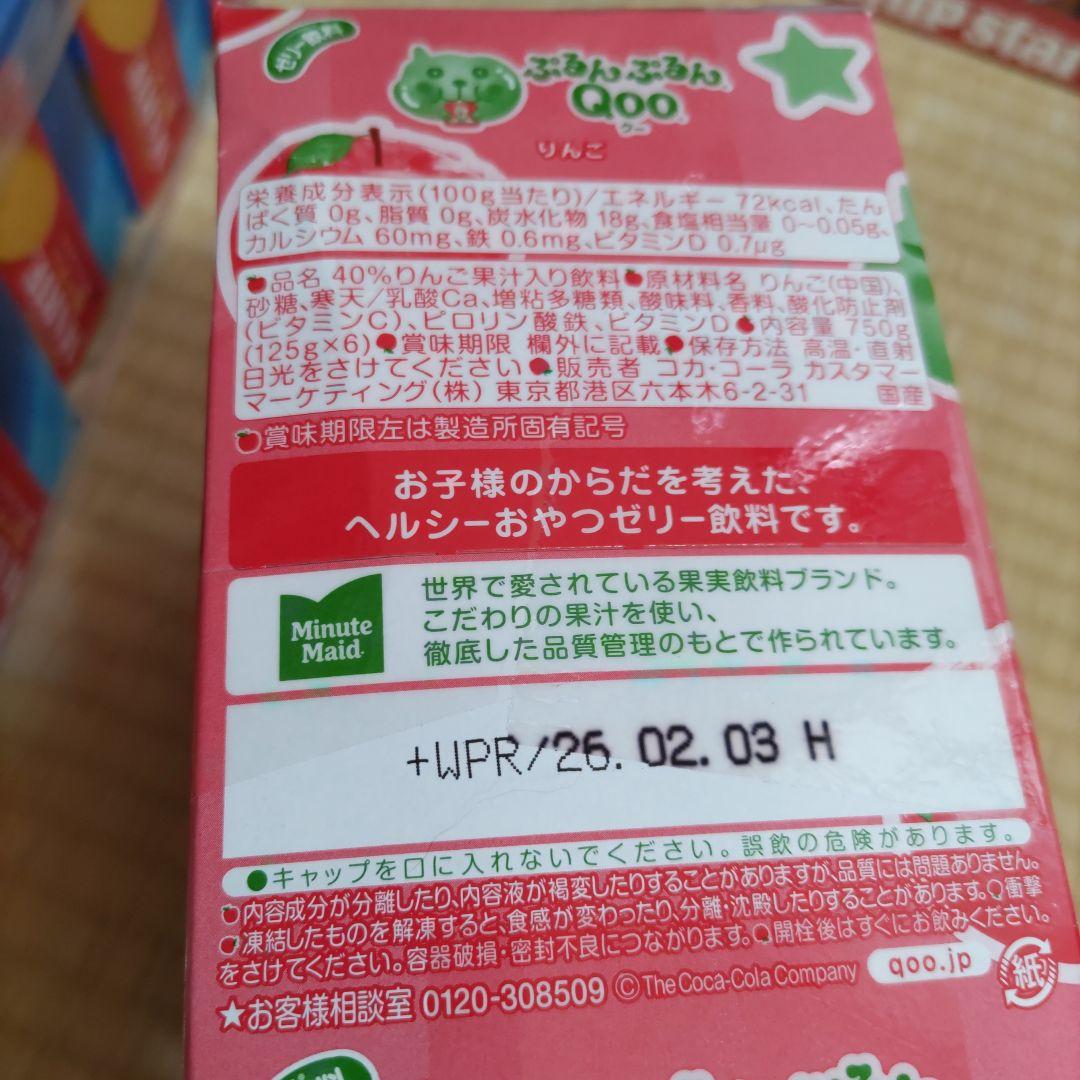 ゼリー飲料
ぷるんぷるん
Qoo
クー
りんご
栄養成分表示(100g当たり)/エネルギー 72kcal、たん
ぱく質 0g、脂質 0g、炭水化物 18g、食塩相当量 0～0.05g、
カルシウム 60mg、鉄 0.6mg、ビタミンD 0.7μg
品名 40%りんご果汁入り飲料 原材料名 りんご(中国)、
砂糖、寒天/乳酸Ca、増粘多糖類、酸味料、香料、酸化防止剤
(ビタミンC)、ピロリン酸鉄、ビタミンD 内容量 750g
(125g×6) 賞味期限 欄外に記載 保存方法 高温・直射
日光をさけてください 販売者 コカ・コーラ カスタマー
マーケティング(株) 東京都港区六本木6-2-31 国産
賞味期限左は製造所固有記号
お子様のからだを考えた、
ヘルシーおやつゼリー飲料です。
Minute
Maid
世界で愛されている果実飲料ブランド。
こだわりの果汁を使い、
徹底した品質管理のもとで作られています。
+WPR/26. 02. 03 H
●キャップを口に入れないでください。誤飲の危険があります。
内容成分が分離したり、内容液が褐変したりすることがありますが、品質には問題ありません。
凍結したものを解凍すると、食感が変わったり、分離・沈殿したりすることがあります。衝撃
をさけてください。容器破損・密封不良につながります。開栓後はすぐにお飲みください。
★お客様相談室 0120-308509 ©The Coca-Cola Company
qoo.jp
紙